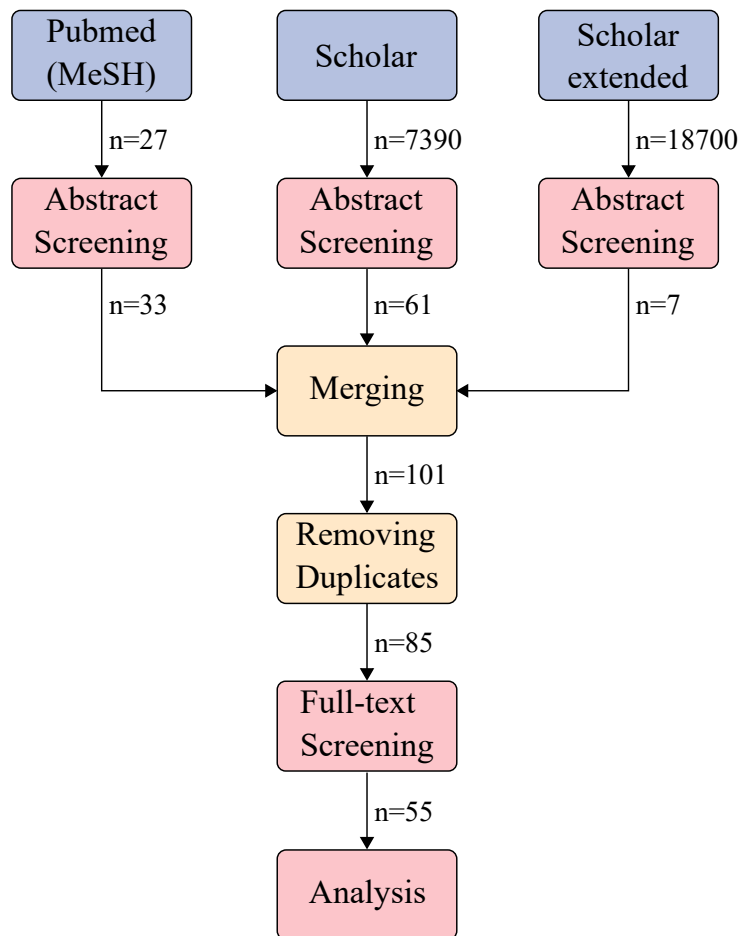 Pubmed
(MeSH)
Scholar
Scholar
extended
n=27
n=7390
n=18700
Abstract
Screening
Abstract
Screening
Abstract
Screening
n=33
n=61
n=7
Merging
n=101
Removing
Duplicates
n=85
Full-text
Screening
n=55
Analysis